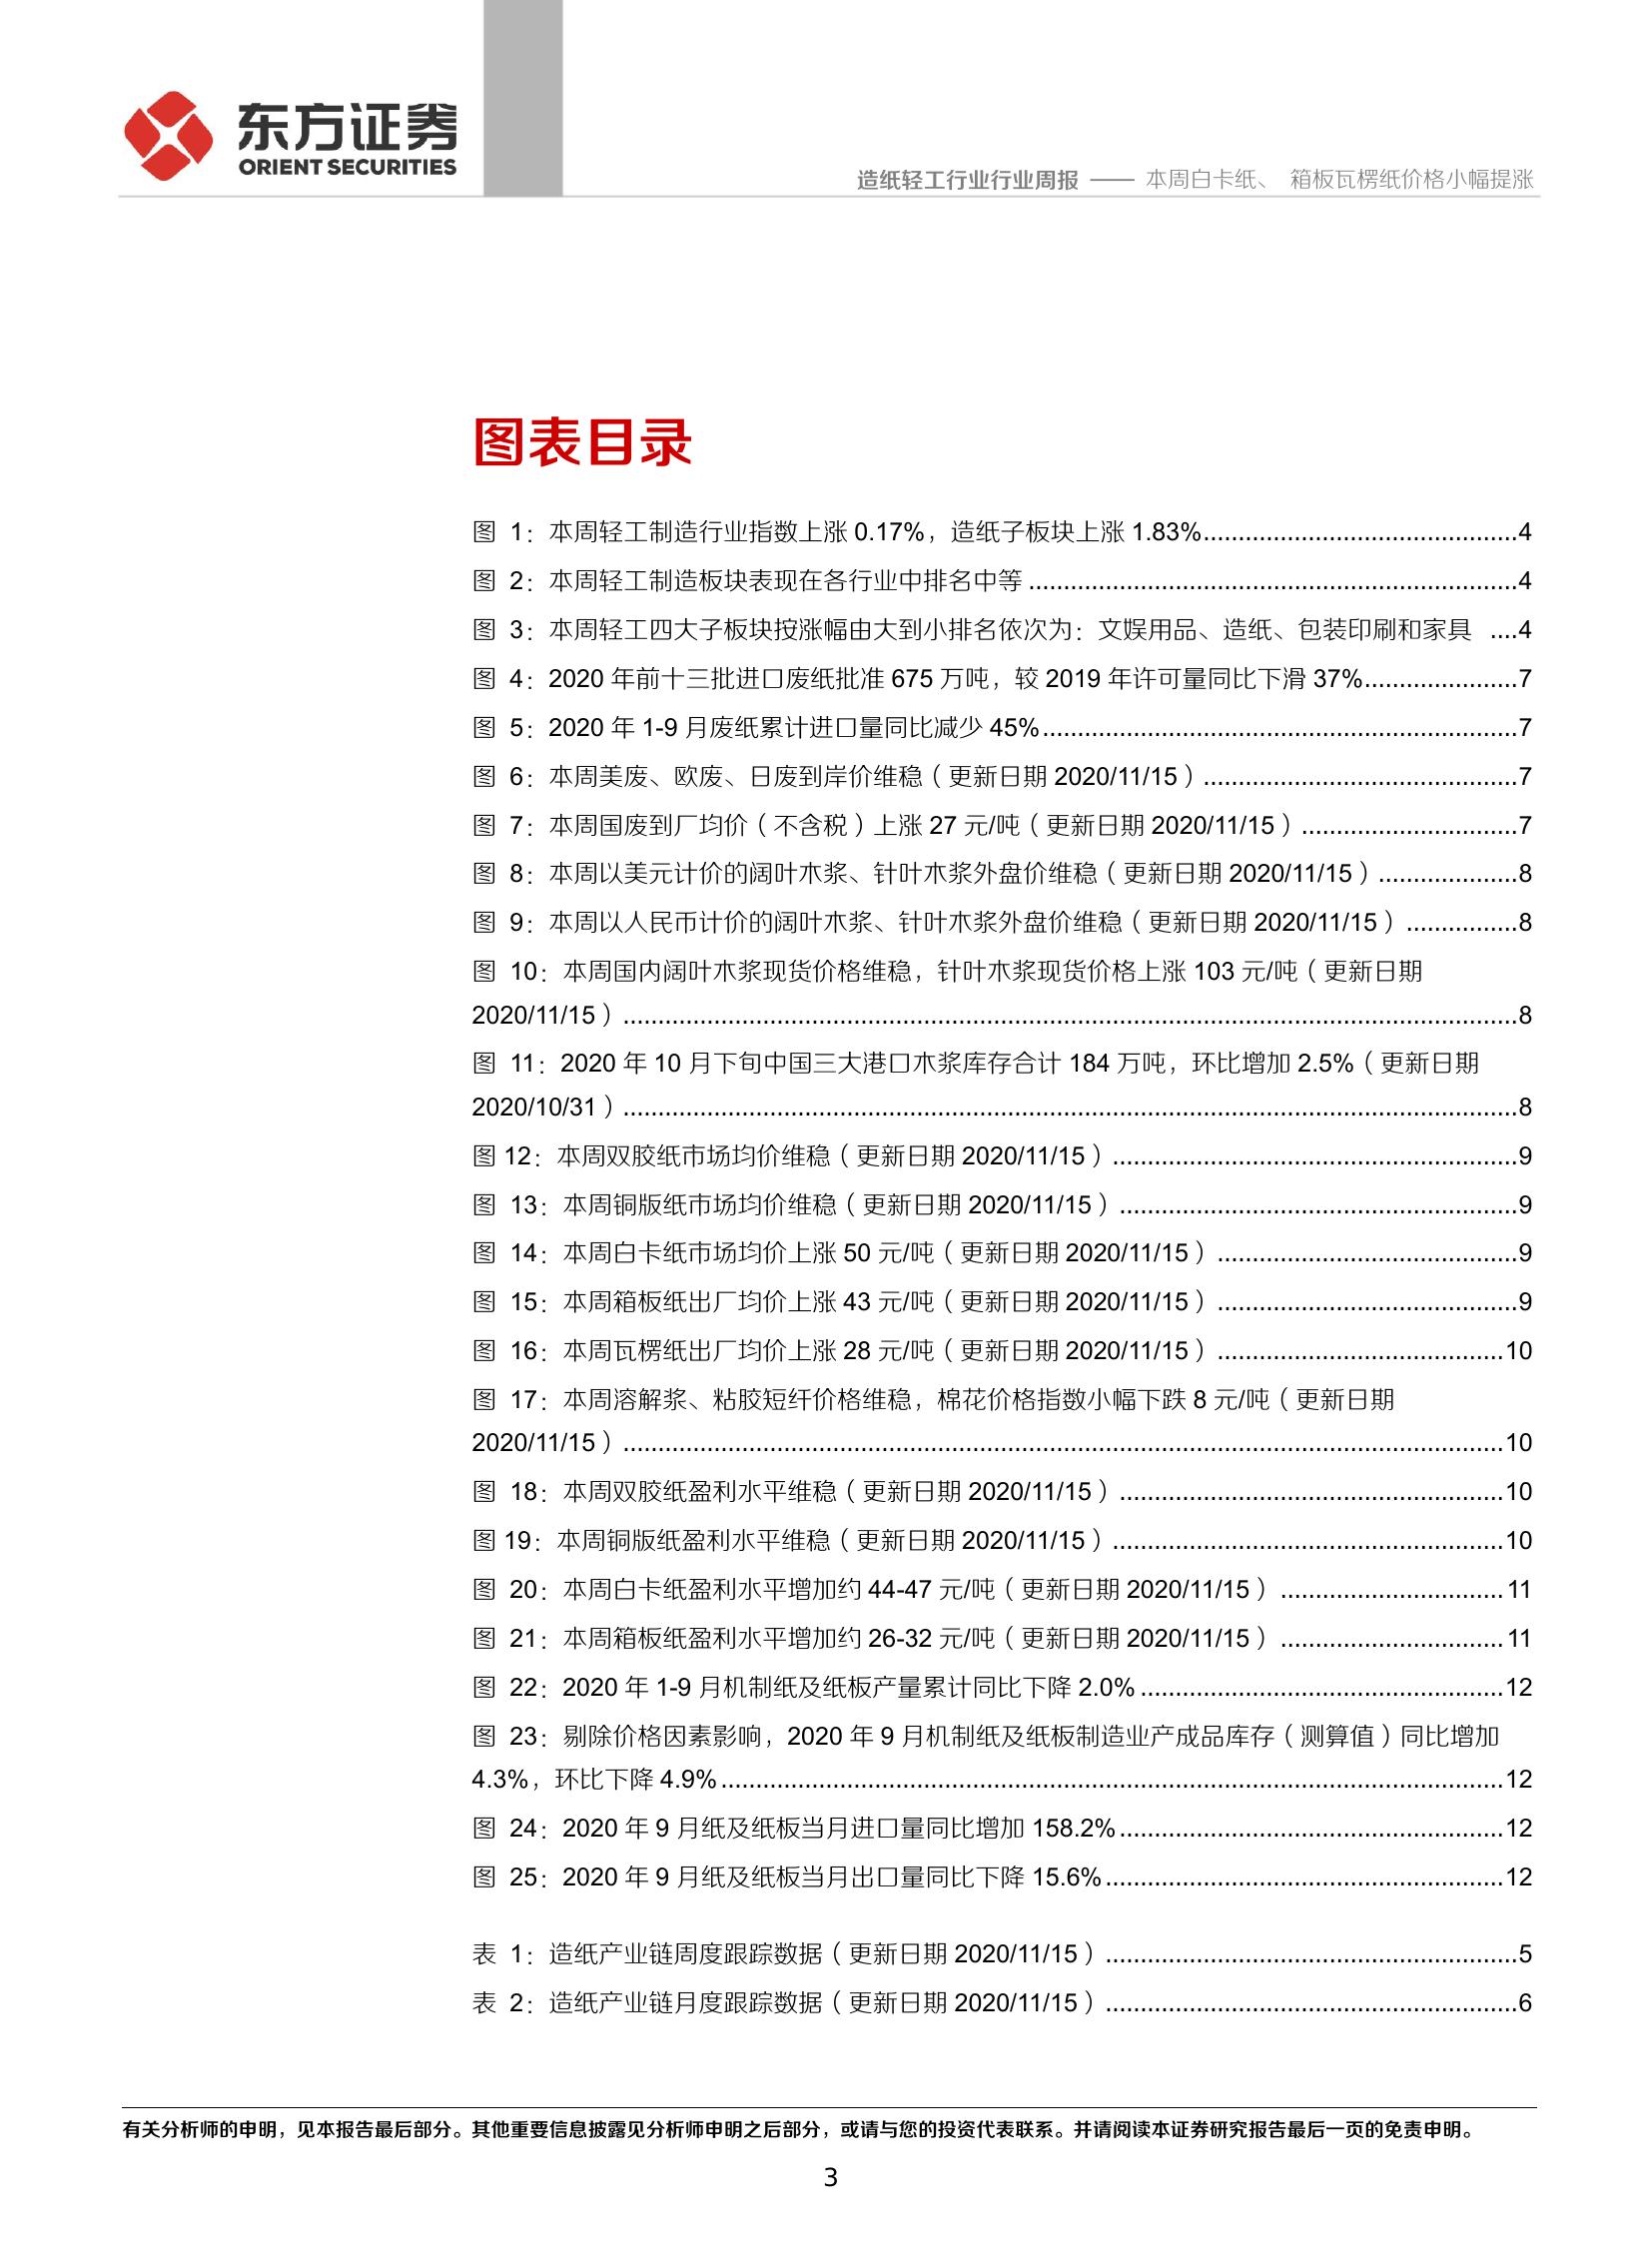 东方证券
ORIENT SECURITIES
造纸轻工行业行业周报 —— 本周白卡纸、 箱板瓦楞纸价格小幅提涨
图表目录
图 1：本周轻工制造行业指数上涨 0.17%，造纸子板块上涨 1.83%..............................................4
图 2：本周轻工制造板块表现在各行业中排名中等 ......................................................................4
图 3：本周轻工四大子板块按涨幅由大到小排名依次为：文娱用品、造纸、包装印刷和家具 ....4
图 4：2020 年前十三批进口废纸批准 675 万吨，较 2019 年许可量同比下滑 37%......................7
图 5：2020 年 1-9 月废纸累计进口量同比减少 45%....................................................................7
图 6：本周美废、欧废、日废到岸价维稳（更新日期 2020/11/15）.............................................7
图 7：本周国废到厂均价（不含税）上涨 27 元/吨（更新日期 2020/11/15）...............................7
图 8：本周以美元计价的阔叶木浆、针叶木浆外盘价维稳（更新日期 2020/11/15）....................8
图 9：本周以人民币计价的阔叶木浆、针叶木浆外盘价维稳（更新日期 2020/11/15）................8
图 10：本周国内阔叶木浆现货价格维稳，针叶木浆现货价格上涨 103 元/吨（更新日期
2020/11/15）................................................................................................................................8
图 11：2020 年 10 月下旬中国三大港口木浆库存合计 184 万吨，环比增加 2.5%（更新日期
2020/10/31）................................................................................................................................8
图 12：本周双胶纸市场均价维稳（更新日期 2020/11/15）..........................................................9
图 13：本周铜版纸市场均价维稳（更新日期 2020/11/15）.........................................................9
图 14：本周白卡纸市场均价上涨 50 元/吨（更新日期 2020/11/15）...........................................9
图 15：本周箱板纸出厂均价上涨 43 元/吨（更新日期 2020/11/15）...........................................9
图 16：本周瓦楞纸出厂均价上涨 28 元/吨（更新日期 2020/11/15）.........................................10
图 17：本周溶解浆、粘胶短纤价格维稳，棉花价格指数小幅下跌 8 元/吨（更新日期
2020/11/15）..............................................................................................................................10
图 18：本周双胶纸盈利水平维稳（更新日期 2020/11/15）.......................................................10
图 19：本周铜版纸盈利水平维稳（更新日期 2020/11/15）........................................................10
图 20：本周白卡纸盈利水平增加约 44-47 元/吨（更新日期 2020/11/15）................................11
图 21：本周箱板纸盈利水平增加约 26-32 元/吨（更新日期 2020/11/15）................................11
图 22：2020 年 1-9 月机制纸及纸板产量累计同比下降 2.0%....................................................12
图 23：剔除价格因素影响，2020 年 9 月机制纸及纸板制造业产成品库存（测算值）同比增加
4.3%，环比下降 4.9%................................................................................................................12
图 24：2020 年 9 月纸及纸板当月进口量同比增加 158.2%.......................................................12
图 25：2020 年 9 月纸及纸板当月出口量同比下降 15.6%.........................................................12
表 1：造纸产业链周度跟踪数据（更新日期 2020/11/15）...........................................................5
表 2：造纸产业链月度跟踪数据（更新日期 2020/11/15）...........................................................6
有关分析师的申明，见本报告最后部分。其他重要信息披露见分析师申明之后部分，或请与您的投资代表联系。并请阅读本证券研究报告最后一页的免责申明。
3